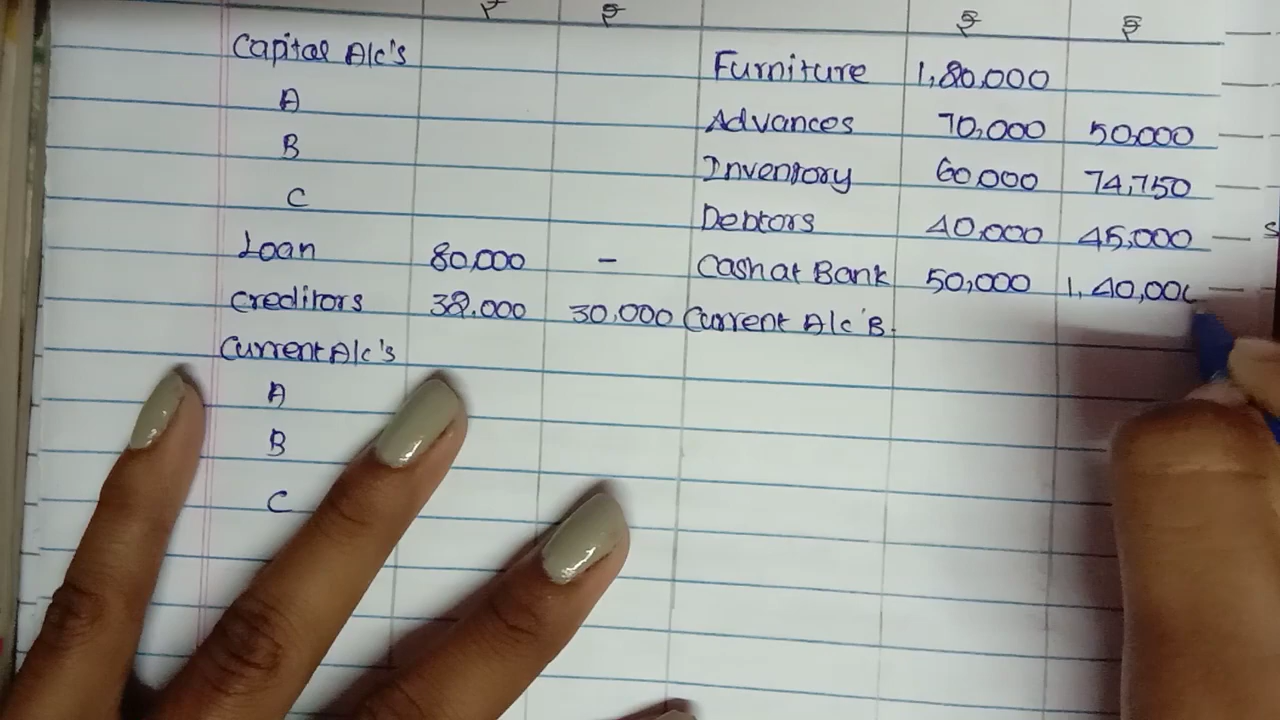 ₹ ₹ ₹ ₹
Capital A/c's
Furniture 1,80,000
A
Advances 70,000 50,000
B
Inventory 60,000 74,750
C
Debtors 40,000 45,000
Loan 80,000 - Cash at Bank 50,000 1,40,000
Creditors 38,000 30,000 Current A/c B
Current A/c's
A
B
C